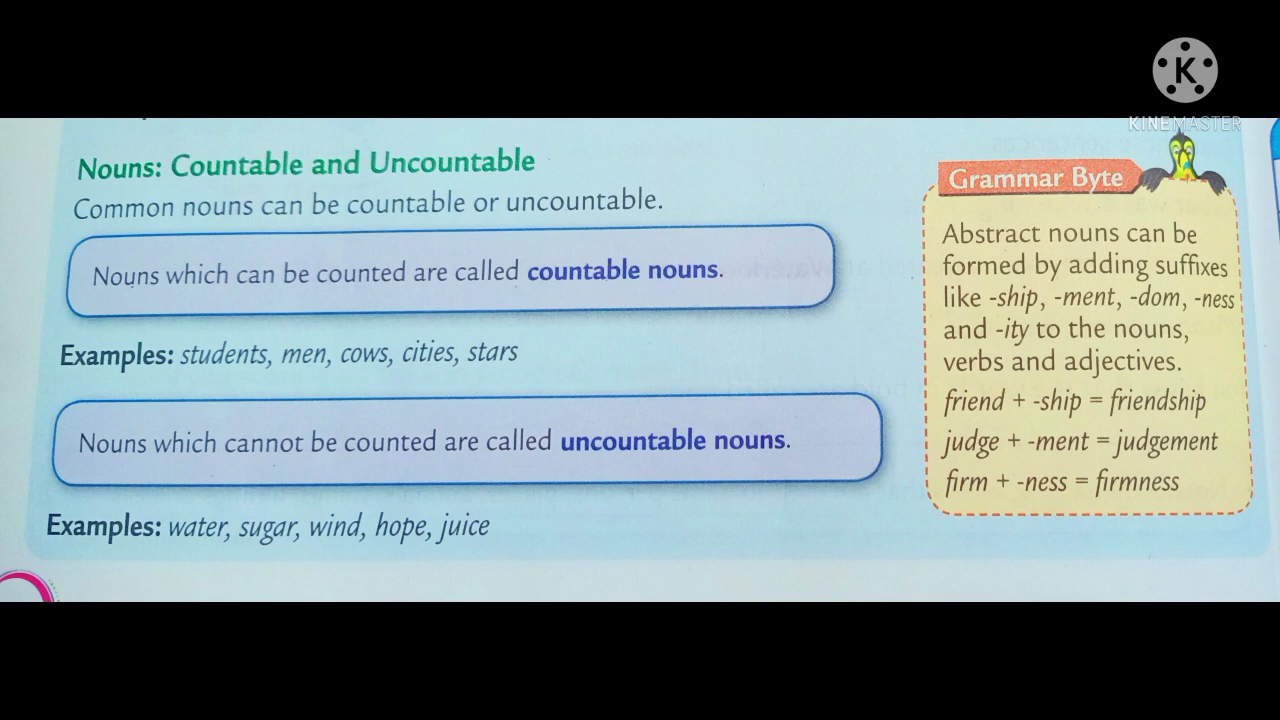 K
KINEMASTER
Nouns: Countable and Uncountable
Common nouns can be countable or uncountable.
Nouns which can be counted are called countable nouns.
Examples: students, men, cows, cities, stars
Nouns which cannot be counted are called uncountable nouns.
Examples: water, sugar, wind, hope, juice
Grammar Byte
Abstract nouns can be
formed by adding suffixes
like -ship, -ment, -dom, -ness
and -ity to the nouns,
verbs and adjectives.
friend + -ship = friendship
judge + -ment = judgement
firm + -ness = firmness